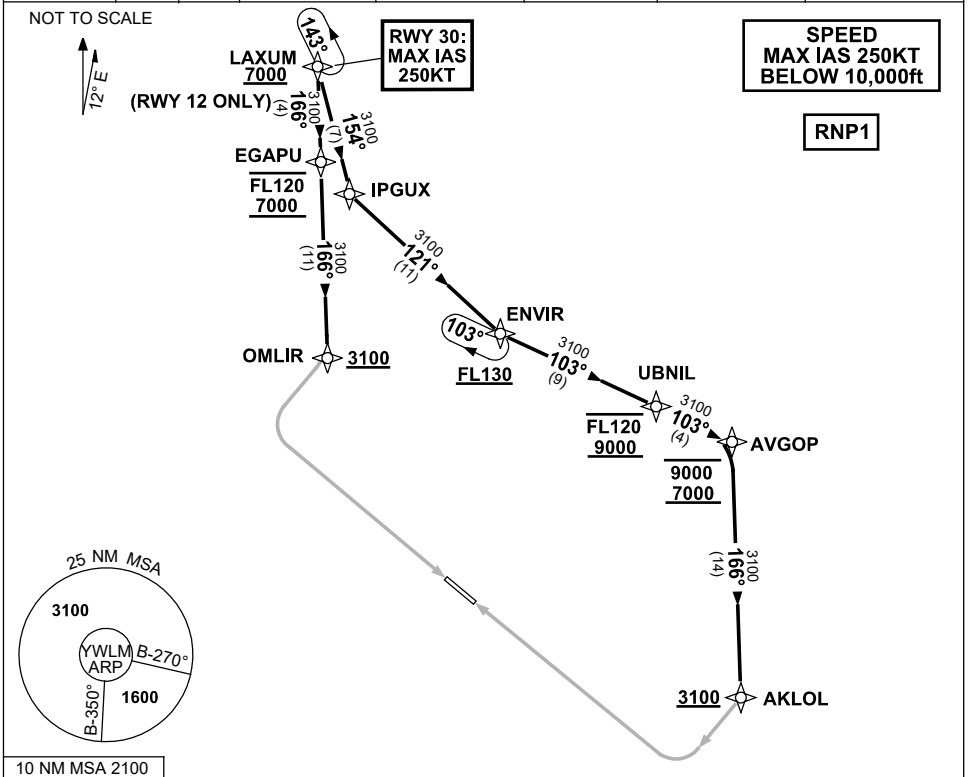 NOT TO SCALE
12° E
143°
LAXUM
7000
RWY 30:
MAX IAS
250KT
SPEED
MAX IAS 250KT
BELOW 10,000ft
RNP1
(RWY 12 ONLY)
3100
166°
(4)
3100
154°
(7)
EGAPU
FL120
7000
IPGUX
3100
166°
(11)
3100
121°
(11)
ENVIR
103°
FL130
3100
103°
(9)
OMLIR
3100
UBNIL
FL120
9000
3100
103°
(4)
AVGOP
9000
7000
3100
166°
(14)
3100
AKLOL
25 NM MSA
3100
YWLM
ARP
B-270°
B-350°
1600
10 NM MSA 2100